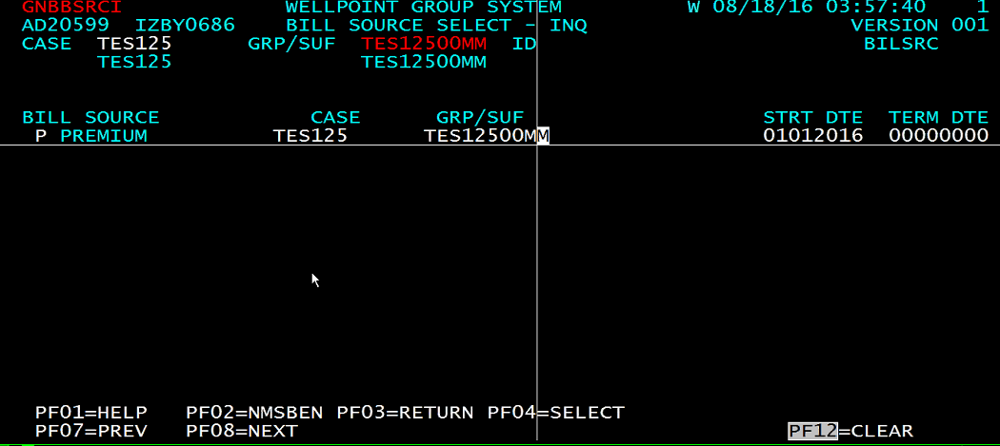 GNBBSRCI WELLPOINT GROUP SYSTEM W 08/18/16 03:57:40 1
AD20599 IZBY0686 BILL SOURCE SELECT - INQ VERSION 001
CASE TES125 GRP/SUF TES12500MM ID BILSRC
TES125 TES12500MM
BILL SOURCE CASE GRP/SUF STRT DTE TERM DTE
P PREMIUM TES125 TES12500MM 01012016 00000000
PF01=HELP PF02=NMSBEN PF03=RETURN PF04=SELECT
PF07=PREV PF08=NEXT PF12=CLEAR